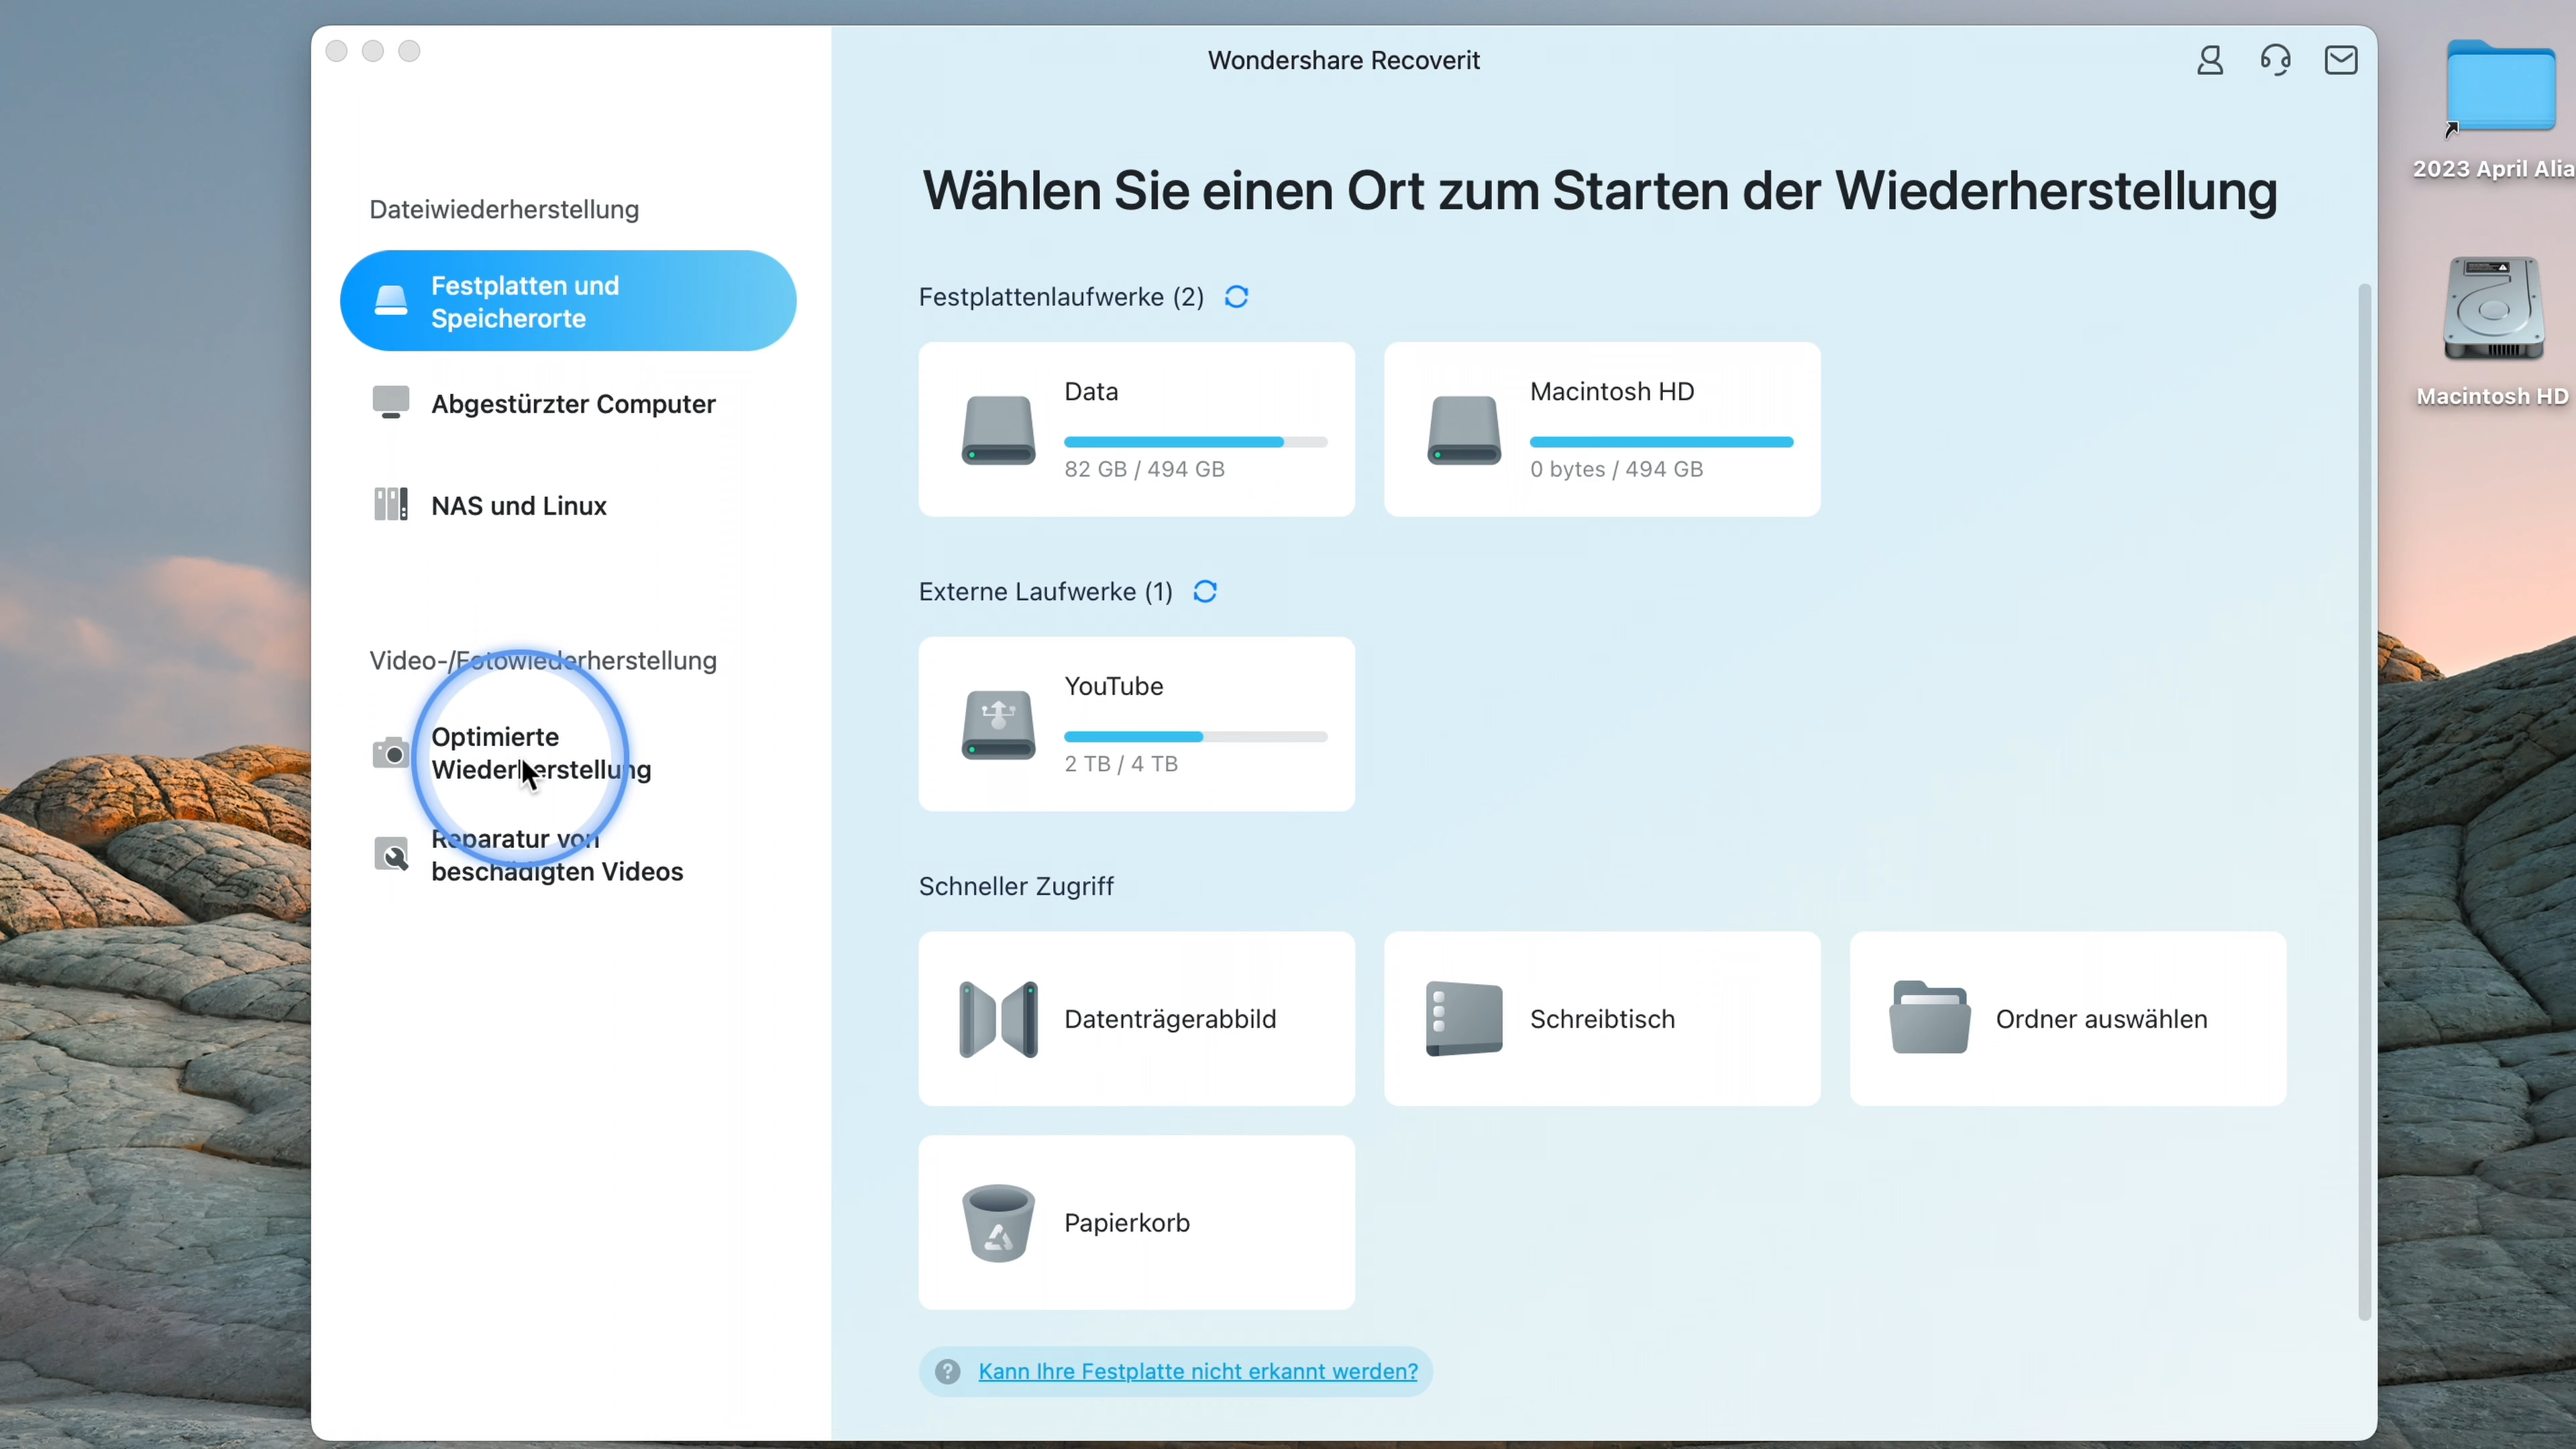 Wondershare Recoverit
Dateiwiederherstellung
Festplatten und
Speicherorte
Abgestürzter Computer
NAS und Linux
Video-/Fotowiederherstellung
Optimierte
Wiederherstellung
Reparatur von
beschädigten Videos
Wählen Sie einen Ort zum Starten der Wiederherstellung
Festplattenlaufwerke (2)
Data
82 GB / 494 GB
Macintosh HD
0 bytes / 494 GB
Externe Laufwerke (1)
YouTube
2 TB / 4 TB
Schneller Zugriff
Datenträgerabbild
Schreibtisch
Ordner auswählen
Papierkorb
? Kann Ihre Festplatte nicht erkannt werden?
2023 April Alia
Macintosh HD